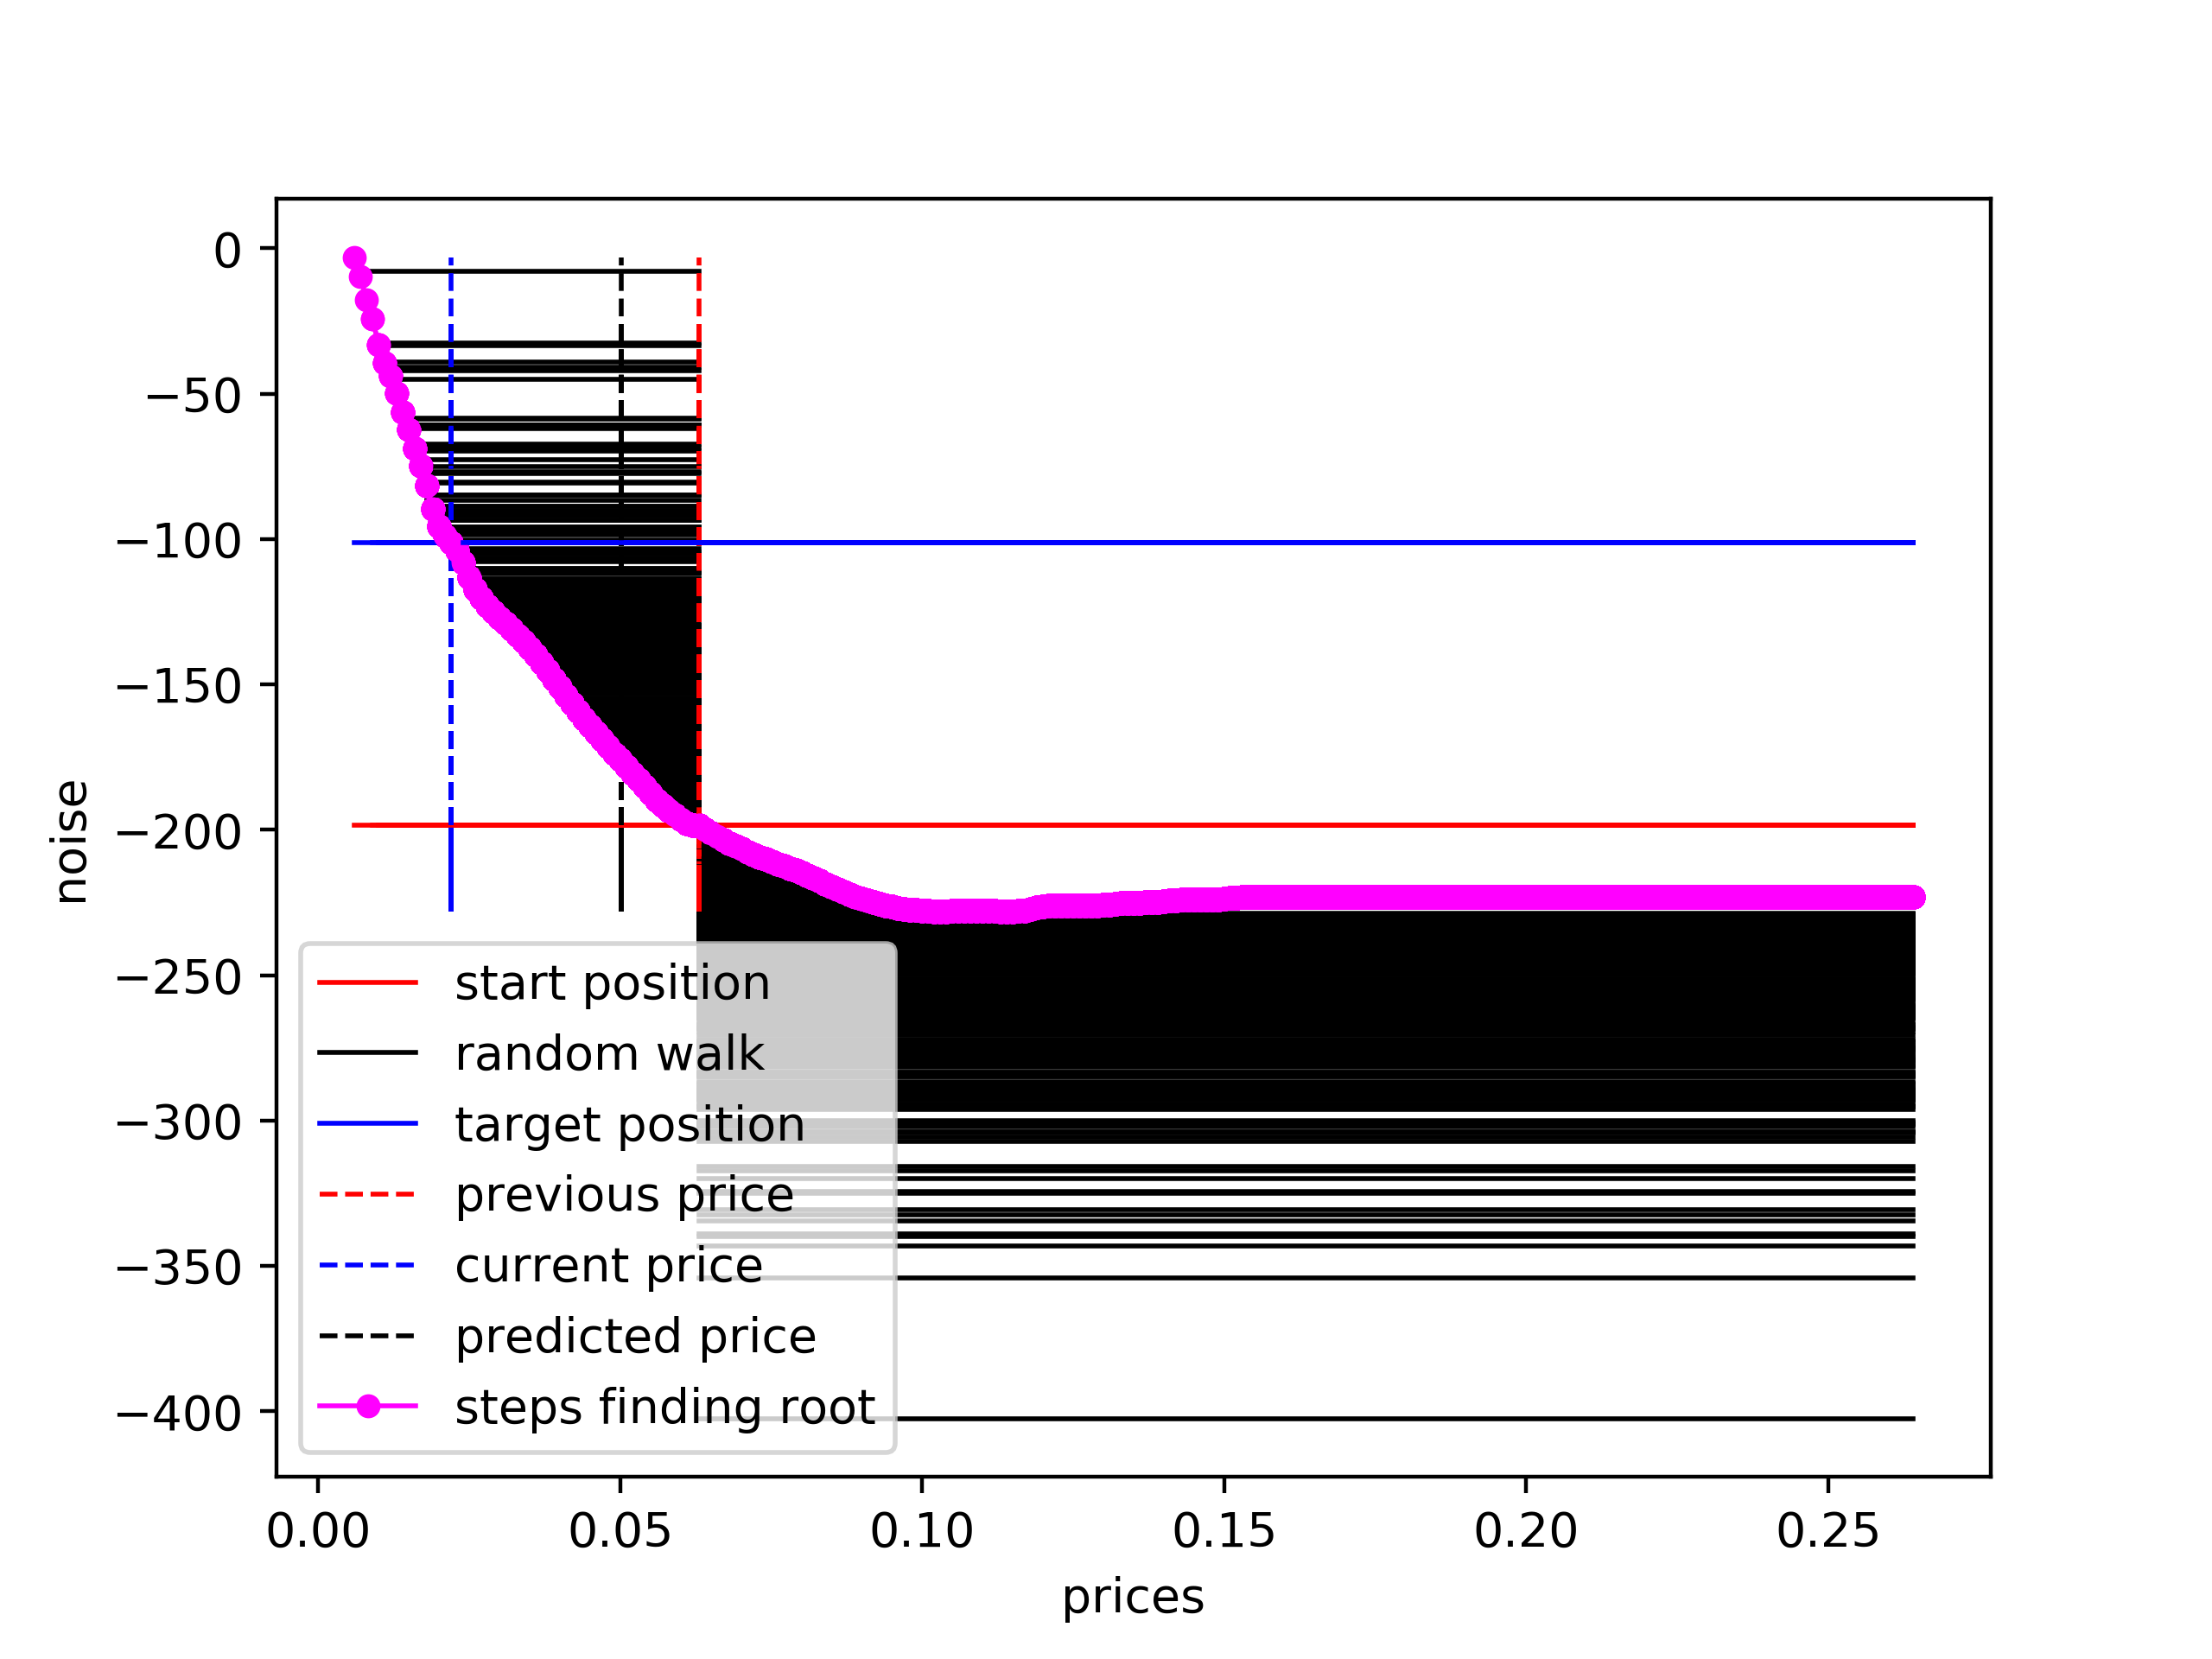 0
−50
−100
−150
−200
−250
−300
−350
−400
noise
start position
random walk
target position
previous price
current price
predicted price
steps finding root
0.00 0.05 0.10 0.15 0.20 0.25
prices